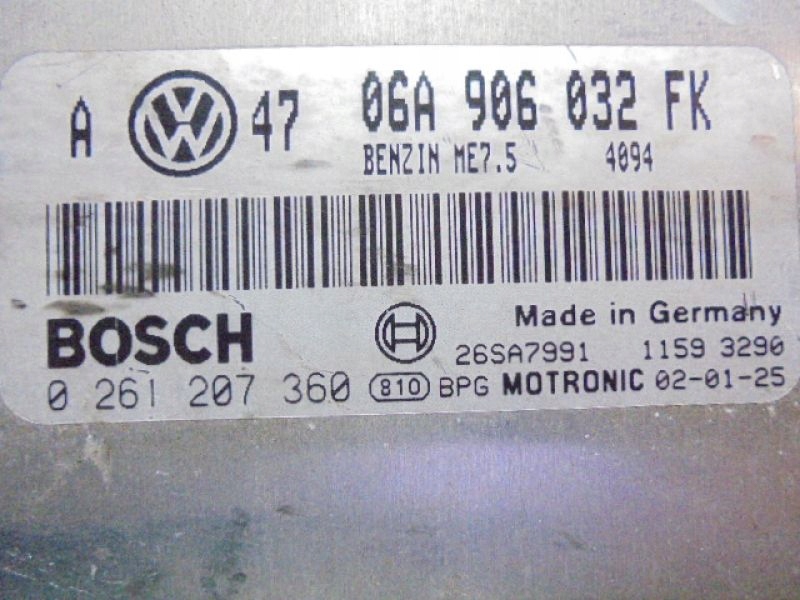 A VW 47 06A 906 032 FK
BENZIN ME7.5 4094
BOSCH Made in Germany
26SA7991 1159 3290
0 261 207 360 810 BPG MOTRONIC 02-01-25